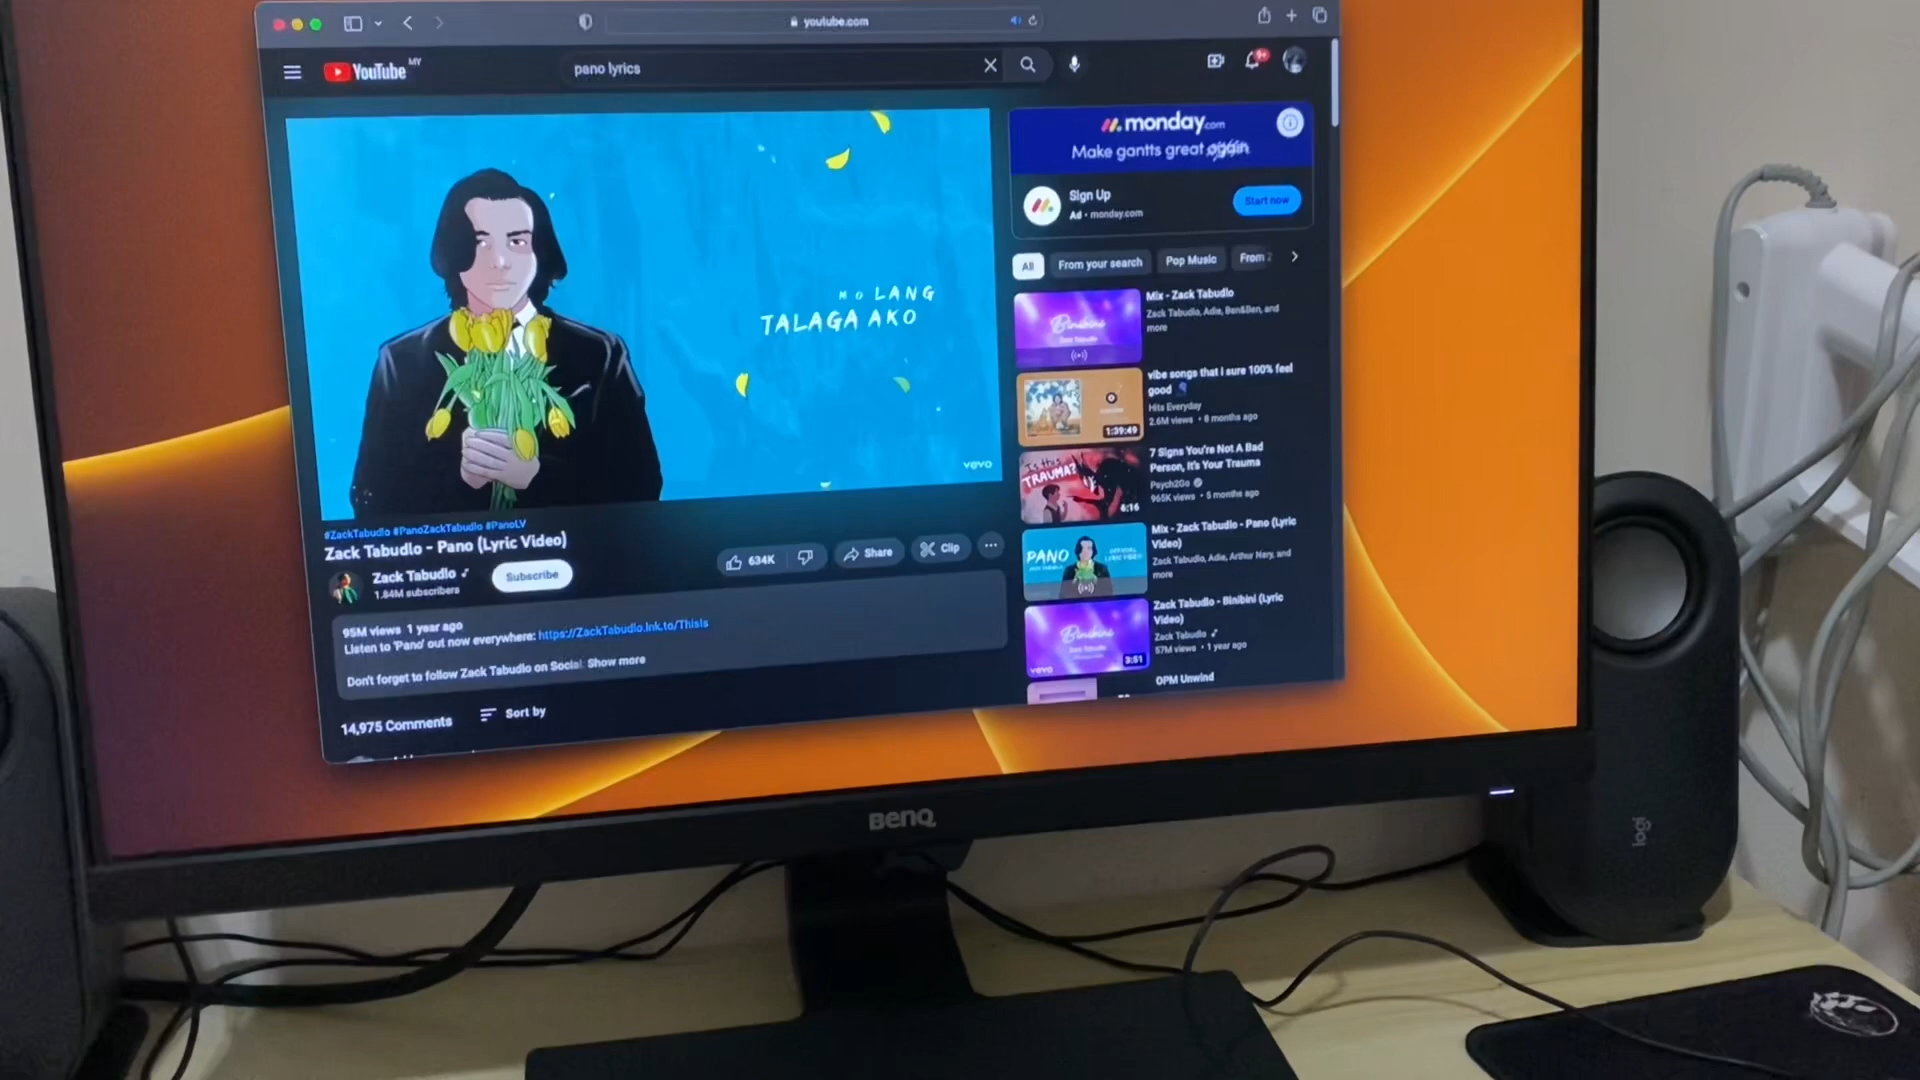 youtube.com
YouTube MY
pano lyrics
9+
monday.com
Make gantts great again
Sign Up
Ad • monday.com
Start now
All
From your search
Pop Music
From
MO LANG
TALAGA AKO
vevo
#ZackTabudlo #PanoZackTabudlo #PanoLV
Zack Tabudlo - Pano (Lyric Video)
Zack Tabudlo
1.84M subscribers
Subscribe
634K
Share
Clip
95M views 1 year ago
Listen to 'Pano' out now everywhere: https://ZackTabudlo.lnk.to/ThisIs
Don't forget to follow Zack Tabudlo on Social: Show more
14,975 Comments
Sort by
Binibini
Mix - Zack Tabudlo
Zack Tabudlo, Adie, Ben&Ben, and
more
1:39:49
vibe songs that i sure 100% feel
good
Hits Everyday
2.6M views • 8 months ago
Is this
TRAUMA?
6:16
7 Signs You're Not A Bad
Person, It's Your Trauma
Psych2Go
965K views • 5 months ago
PANO
Mix - Zack Tabudlo - Pano (Lyric
Video)
Zack Tabudlo, Adie, Arthur Nery, and
more
Binibini
vevo
3:51
Zack Tabudlo - Binibini (Lyric
Video)
Zack Tabudlo
57M views • 1 year ago
OPM Unwind
BenQ
logi